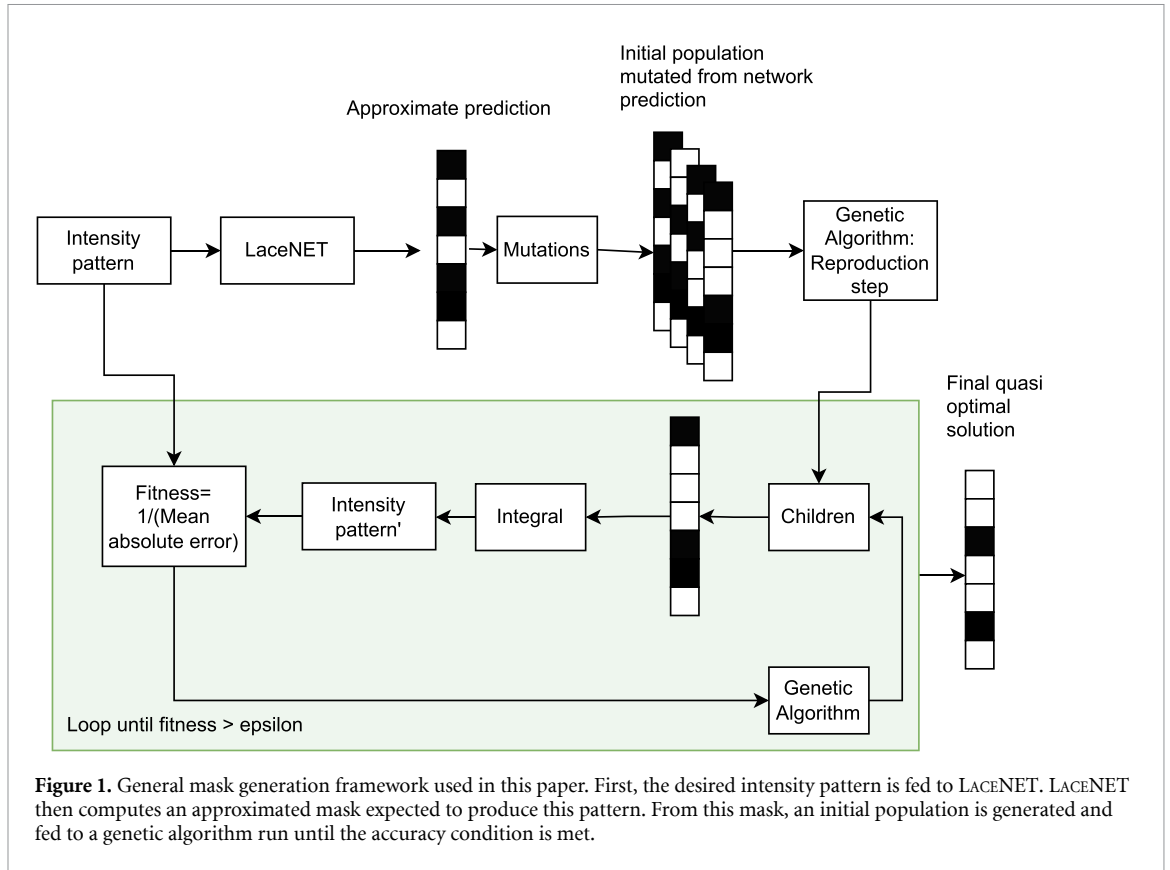 Initial population
mutated from network
prediction
Approximate prediction
Intensity
pattern
LaceNET
Mutations
Genetic
Algorithm:
Reproduction
step
Final quasi
optimal
solution
Fitness=
1/(Mean
absolute error)
Intensity
pattern'
Integral
Children
Genetic
Algorithm
Loop until fitness > epsilon
Figure 1. General mask generation framework used in this paper. First, the desired intensity pattern is fed to LACENET. LACENET
then computes an approximated mask expected to produce this pattern. From this mask, an initial population is generated and
fed to a genetic algorithm run until the accuracy condition is met.